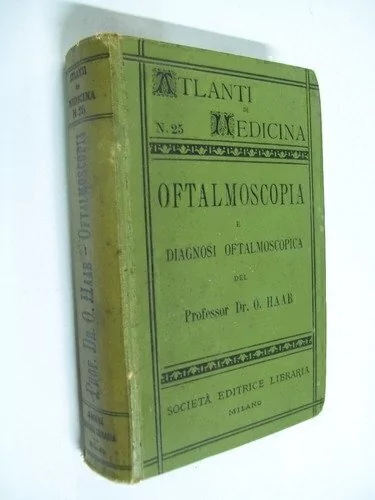 ATLANTI
DI
N. 25 MEDICINA
OFTALMOSCOPIA
E
DIAGNOSI OFTALMOSCOPICA
DEL
Professor Dr. O. HAAB
SOCIETÀ EDITRICE LIBRARIA
MILANO
ATLANTI
DI
MEDICINA
N. 25
Prof. Dr. O. HAAB - OFTALMOSCOPIA